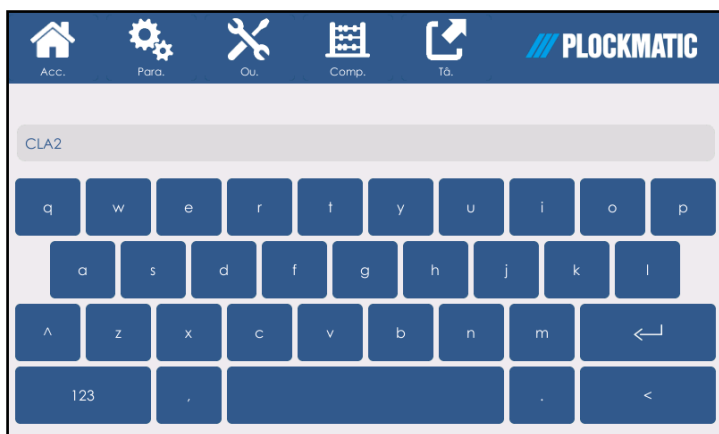 Acc. Para. Ou. Comp. Tâ. PLOCKMATIC
CLA2
q w e r t y u i o p
a s d f g h j k l
^ z x c v b n m
123 , . <